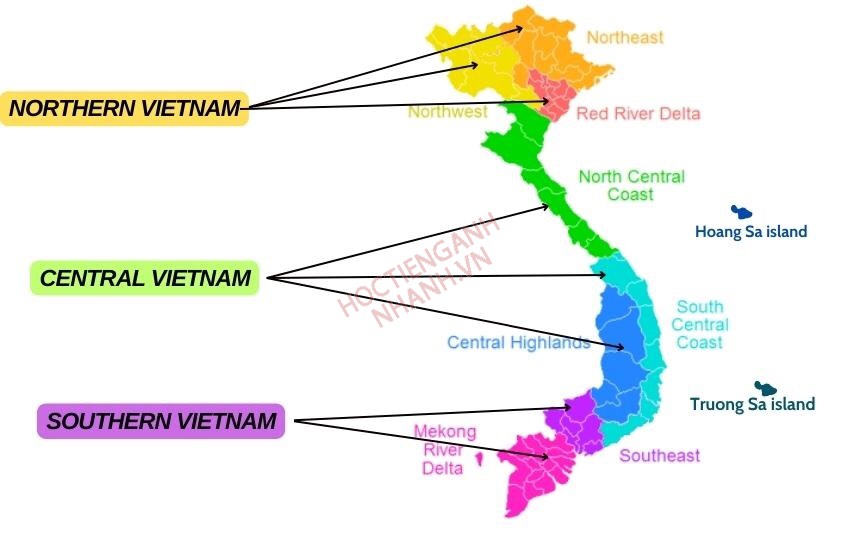 Northeast
NORTHERN VIETNAM
Northwest
Red River Delta
North Central
Coast
Hoang Sa island
HOCTIENGANH
NHANH.VN
CENTRAL VIETNAM
South
Central
Coast
Central Highlands
Truong Sa island
SOUTHERN VIETNAM
Mekong
River
Delta
Southeast